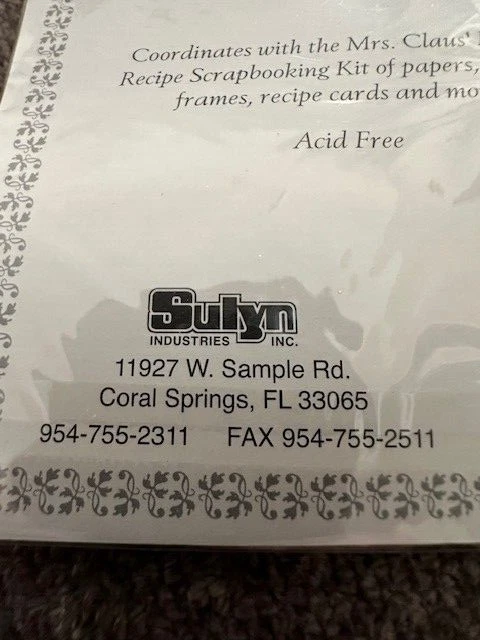 Coordinates with the Mrs. Claus'
Recipe Scrapbooking Kit of papers,
frames, recipe cards and mo
Acid Free
Sulyn
INDUSTRIES INC.
11927 W. Sample Rd.
Coral Springs, FL 33065
954-755-2311 FAX 954-755-2511